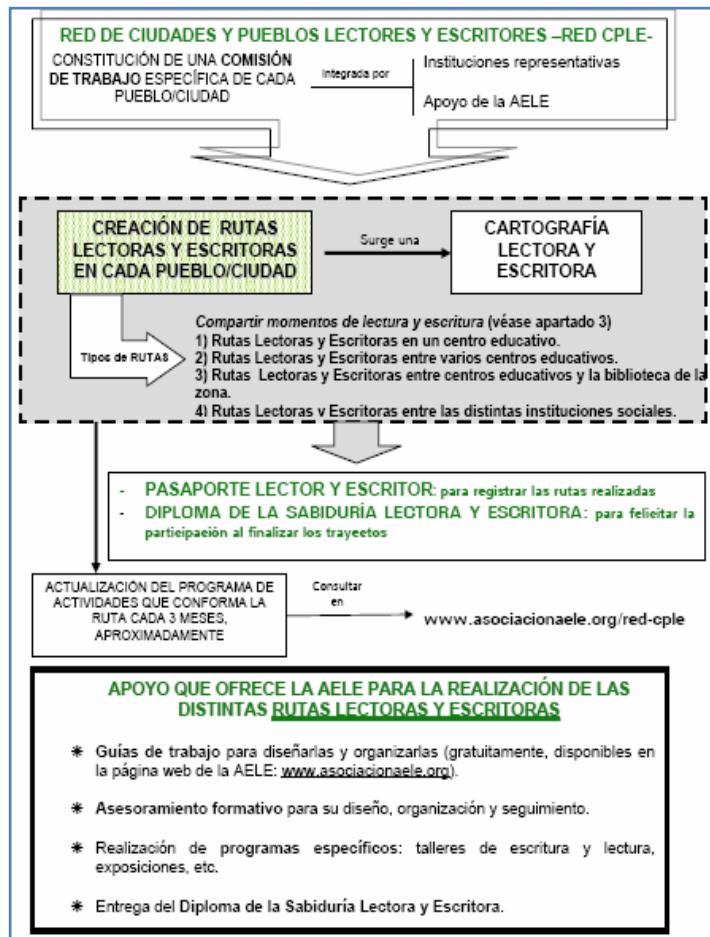 RED DE CIUDADES Y PUEBLOS LECTORES Y ESCRITORES –RED CPLE-
CONSTITUCIÓN DE UNA COMISIÓN
DE TRABAJO ESPECÍFICA DE CADA
PUEBLO/CIUDAD
Integrada por
Instituciones representativas
Apoyo de la AELE
CREACIÓN DE RUTAS
LECTORAS Y ESCRITORAS
EN CADA PUEBLO/CIUDAD
Surge una
CARTOGRAFÍA
LECTORA Y
ESCRITORA
Tipos de RUTAS
Compartir momentos de lectura y escritura (véase apartado 3)
1) Rutas Lectoras y Escritoras en un centro educativo.
2) Rutas Lectoras y Escritoras entre varios centros educativos.
3) Rutas Lectoras y Escritoras entre centros educativos y la biblioteca de la
zona.
4) Rutas Lectoras y Escritoras entre las distintas instituciones sociales.
- PASAPORTE LECTOR Y ESCRITOR: para registrar las rutas realizadas
- DIPLOMA DE LA SABIDURÍA LECTORA Y ESCRITORA: para felicitar la
participación al finalizar los trayectos
ACTUALIZACIÓN DEL PROGRAMA DE
ACTIVIDADES QUE CONFORMA LA
RUTA CADA 3 MESES,
APROXIMADAMENTE
Consultar
en
www.asociacionaele.org/red-cple
APOYO QUE OFRECE LA AELE PARA LA REALIZACIÓN DE LAS
DISTINTAS RUTAS LECTORAS Y ESCRITORAS
* Guías de trabajo para diseñarlas y organizarlas (gratuitamente, disponibles en
la página web de la AELE: www.asociacionaele.org).
* Asesoramiento formativo para su diseño, organización y seguimiento.
* Realización de programas específicos: talleres de escritura y lectura,
exposiciones, etc.
* Entrega del Diploma de la Sabiduría Lectora y Escritora.